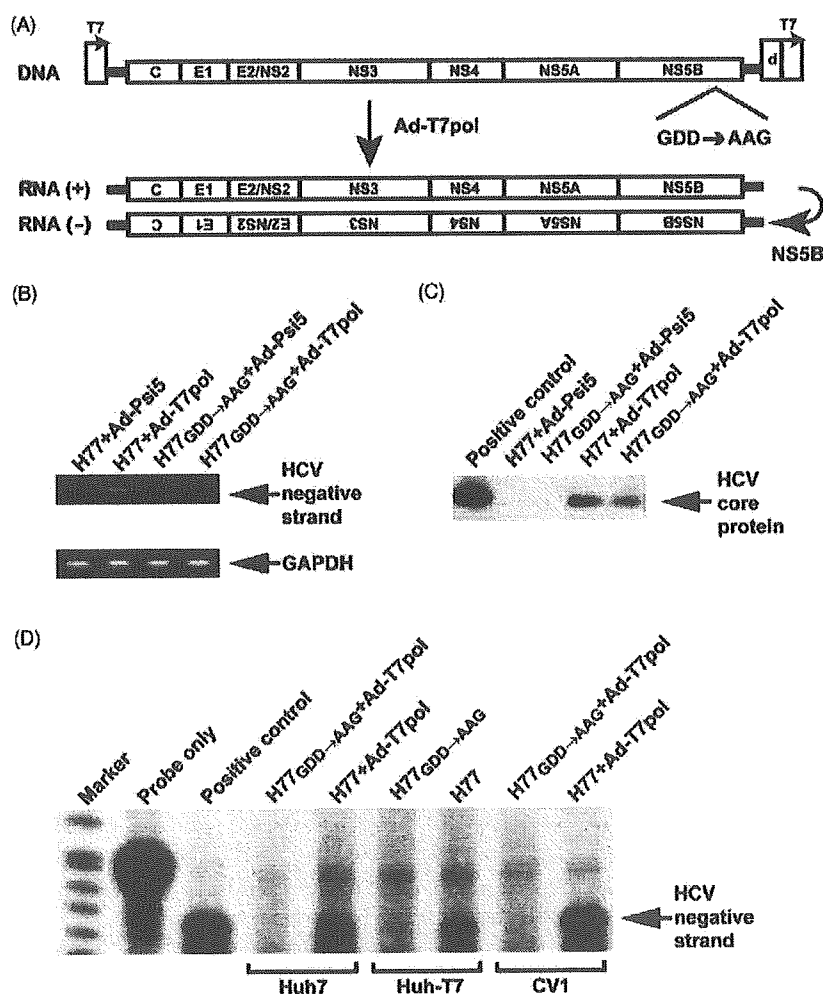 (A)
T7
T7
DNA
C E1 E2/NS2 NS3 NS4 NS5A NS5B
d
Ad-T7pol
GDD→AAG
RNA (+)
C E1 E2/NS2 NS3 NS4 NS5A NS5B
RNA (–)
C E1 E2/NS2 NS3 NS4 NS5A NS5B
NS5B
(B)
H77+Ad-Psi5
H77+Ad-T7pol
H77GDD→AAG+Ad-Psi5
H77GDD→AAG+Ad-T7pol
HCV
negative
strand
GAPDH
(C)
Positive control
H77+Ad-Psi5
H77GDD→AAG+Ad-Psi5
H77+Ad-T7pol
H77GDD→AAG+Ad-T7pol
HCV
core
protein
(D)
Marker
Probe only
Positive control
H77GDD→AAG+Ad-T7pol
H77+Ad-T7pol
H77GDD→AAG
H77
H77GDD→AAG+Ad-T7pol
H77+Ad-T7pol
HCV
negative
strand
Huh7
Huh-T7
CV1